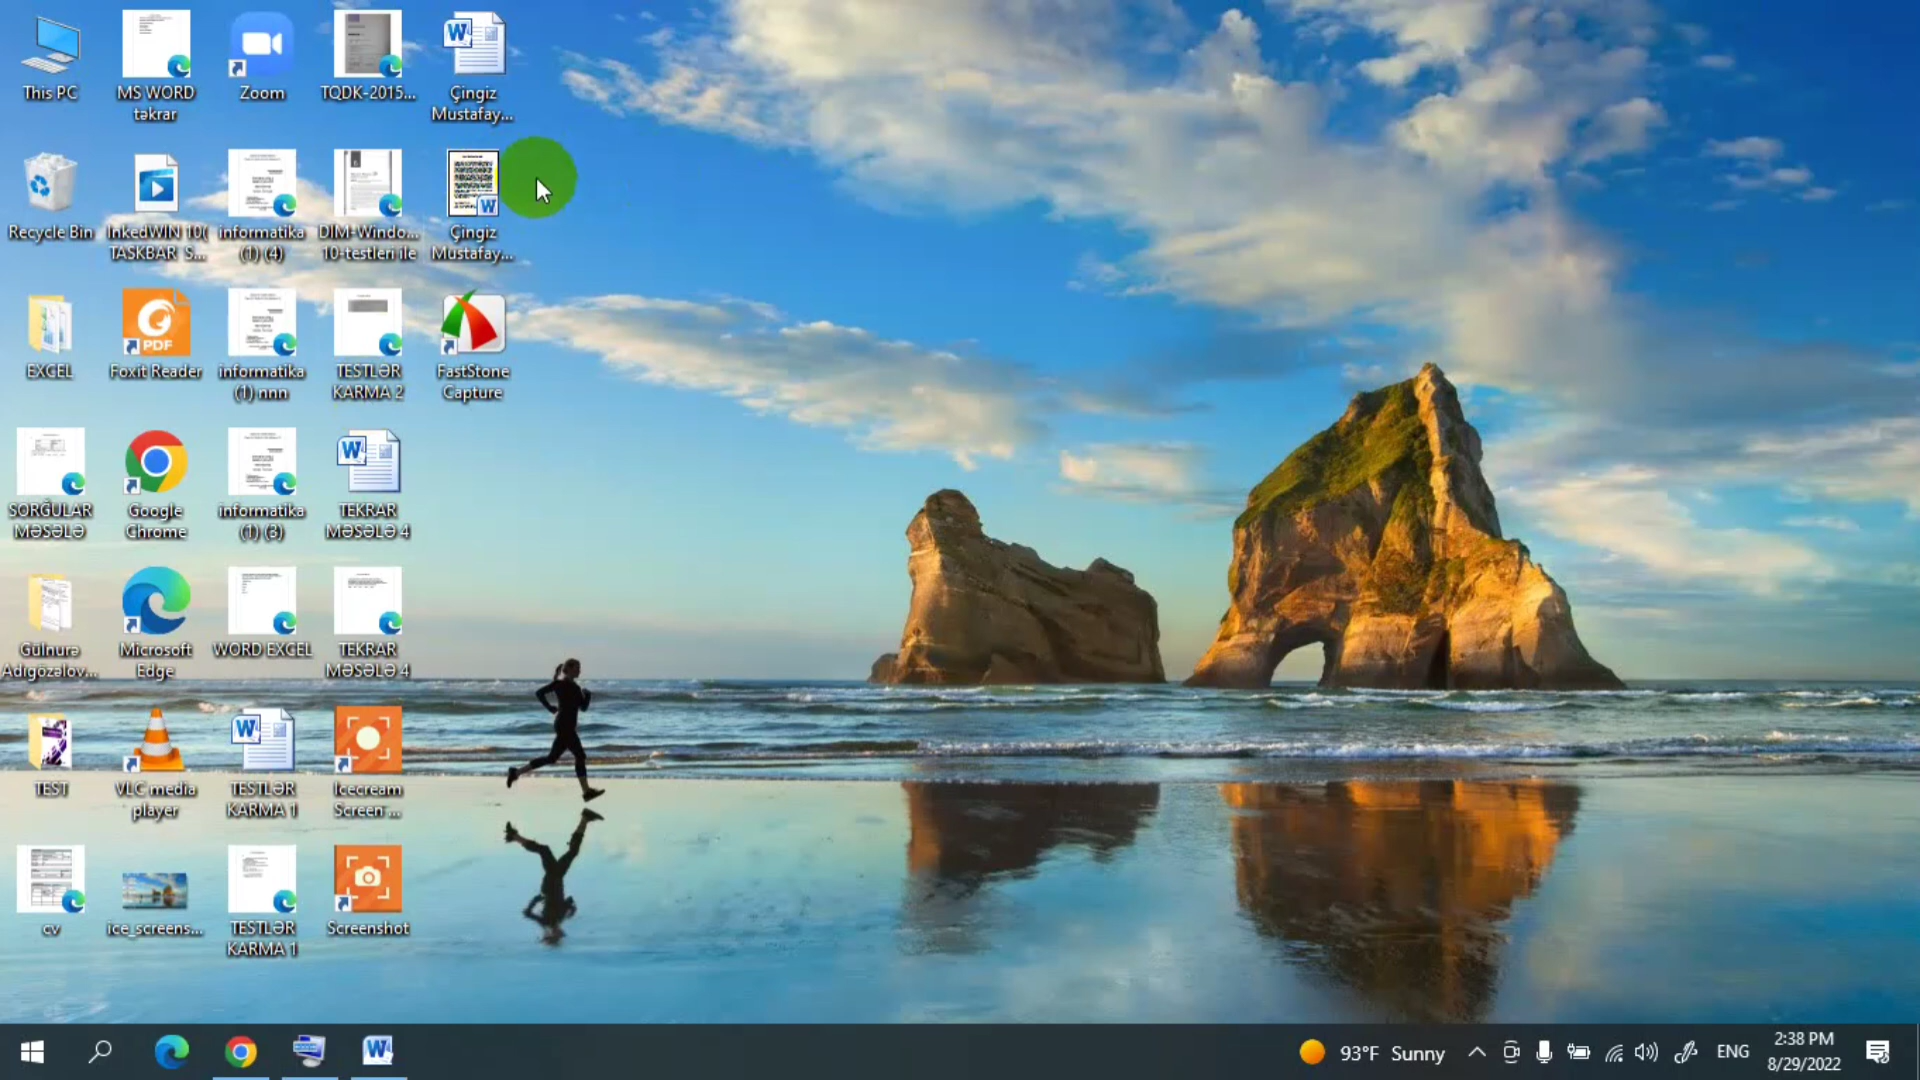 This PC
MS WORD
təkrar
Zoom
TQDK-2015...
Çingiz
Mustafay...
Recycle Bin
InkedWIN 10(
TASKBAR S...
informatika
(1) (4)
DIM-Windo...
10-testleri ile
Çingiz
Mustafay...
EXCEL
PDF
Foxit Reader
informatika
(1) nnn
TESTLƏR
KARMA 2
FastStone
Capture
SORĞULAR
MƏSƏLƏ
Google
Chrome
informatika
(1) (3)
TEKRAR
MƏSƏLƏ 4
Gülnurə
Adıgözəlov...
Microsoft
Edge
WORD EXCEL
TEKRAR
MƏSƏLƏ 4
TEST
VLC media
player
TESTLƏR
KARMA 1
Icecream
Screen ...
cv
ice_screens...
TESTLƏR
KARMA 1
Screenshot
93°F Sunny
ENG
2:38 PM
8/29/2022